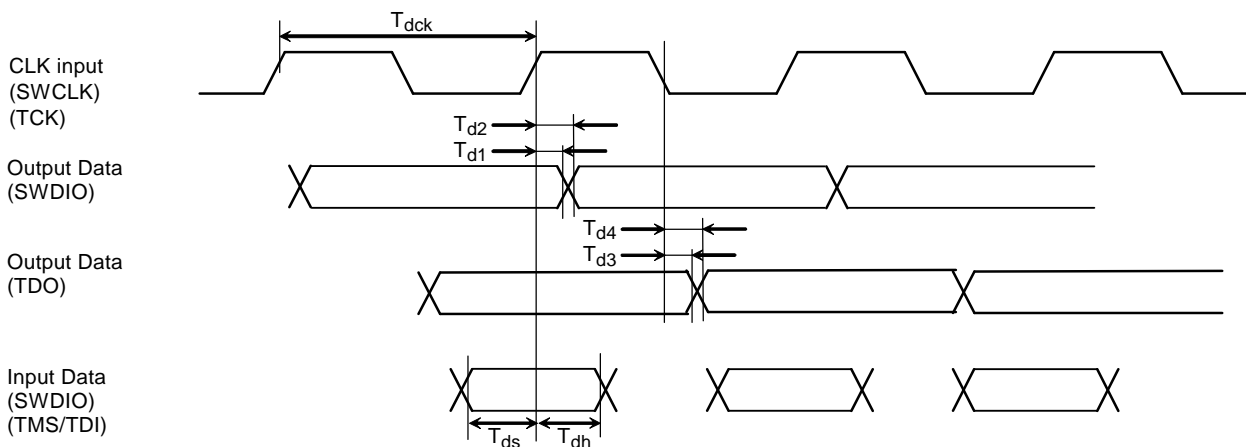 Tdck
CLK input
(SWCLK)
(TCK)
Td2
Td1
Output Data
(SWDIO)
Td4
Td3
Output Data
(TDO)
Input Data
(SWDIO)
(TMS/TDI)
Tds
Tdh